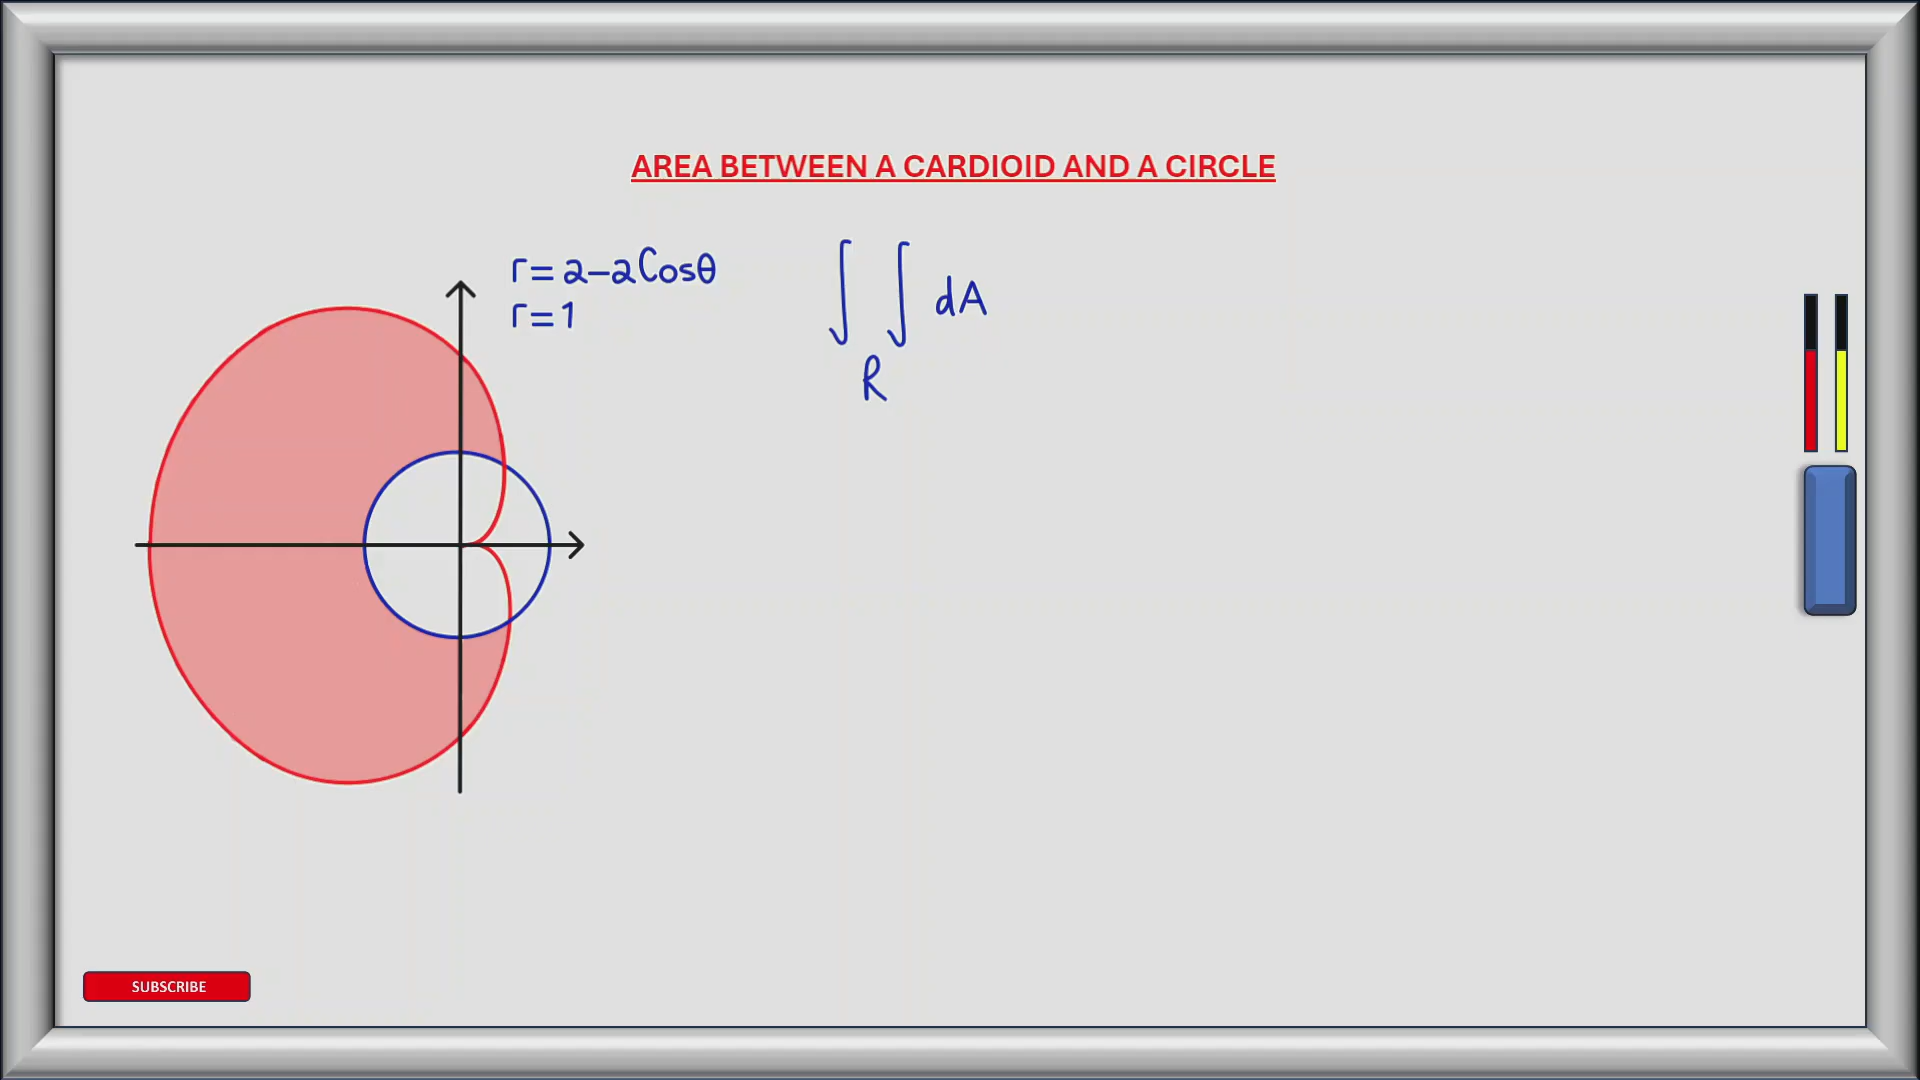 AREA BETWEEN A CARDIOID AND A CIRCLE
r=2-2Cosθ
r=1
∫ ∫ dA
R
SUBSCRIBE